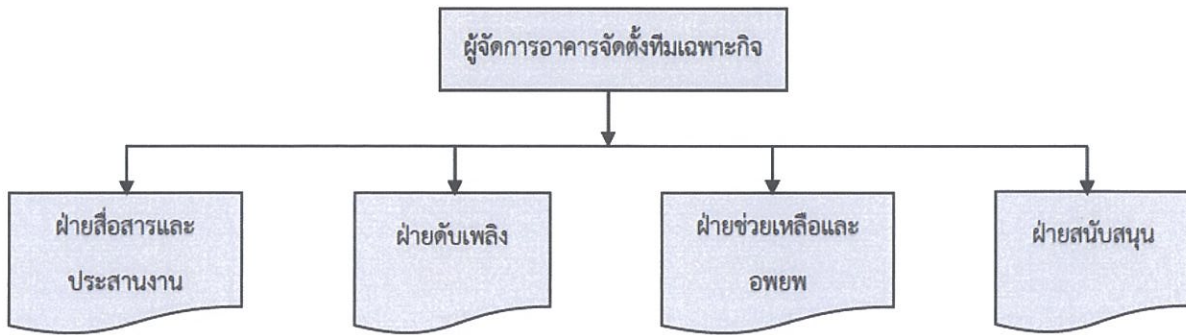 ผู้จัดการอาคารจัดตั้งทีมเฉพาะกิจ
ฝ่ายสื่อสารและ
ประสานงาน
ฝ่ายดับเพลิง
ฝ่ายช่วยเหลือและ
อพยพ
ฝ่ายสนับสนุน